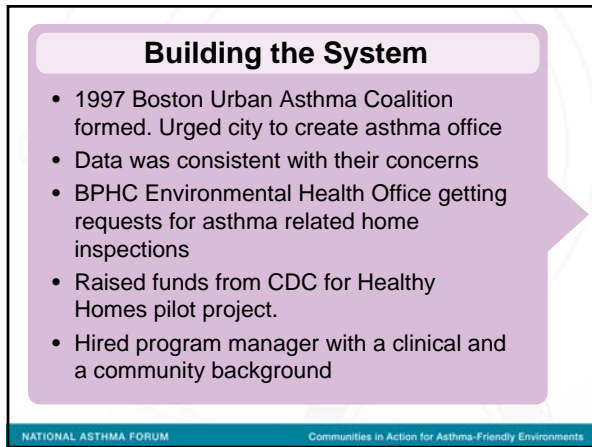 Building the System
• 1997 Boston Urban Asthma Coalition
formed. Urged city to create asthma office
• Data was consistent with their concerns
• BPHC Environmental Health Office getting
requests for asthma related home
inspections
• Raised funds from CDC for Healthy
Homes pilot project.
• Hired program manager with a clinical and
a community background
NATIONAL ASTHMA FORUM Communities in Action for Asthma-Friendly Environments